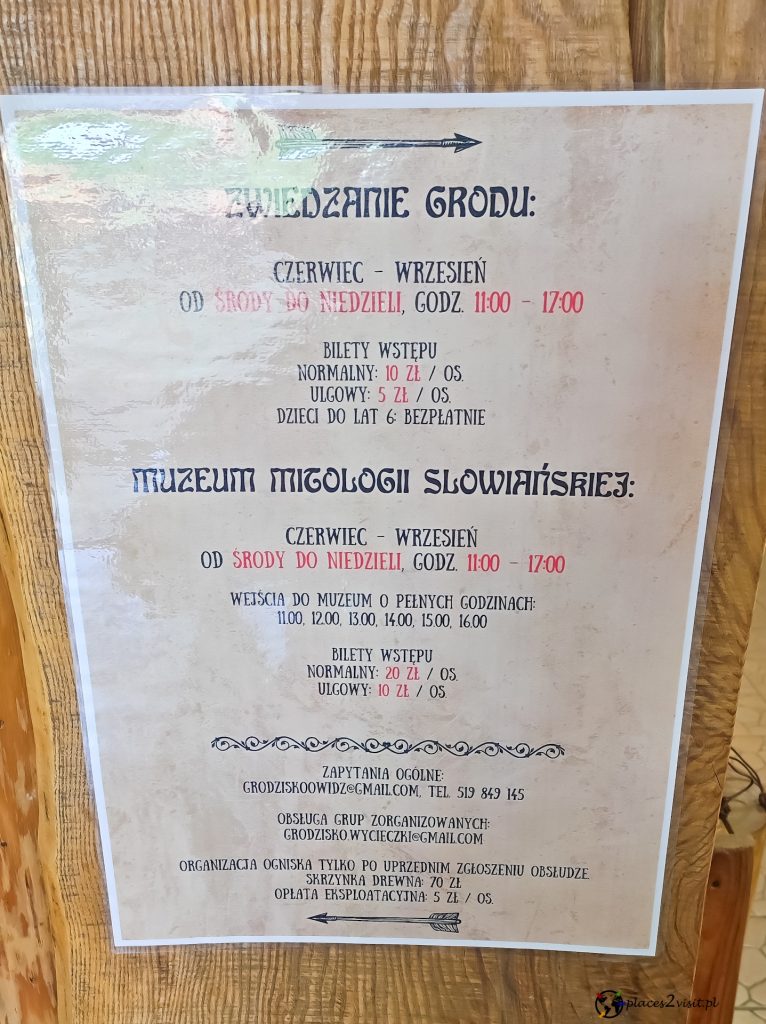 ZWIEDZANIE GRODU:
CZERWIEC - WRZESIEŃ
OD ŚRODY DO NIEDZIELI, GODZ. 11:00 - 17:00
BILETY WSTĘPU
NORMALNY: 10 ZŁ / OS.
ULGOWY: 5 ZŁ / OS.
DZIECI DO LAT 6: BEZPŁATNIE
MUZEUM MITOLOGII SLOWIAŃSKIEJ:
CZERWIEC - WRZESIEŃ
OD ŚRODY DO NIEDZIELI, GODZ. 11:00 - 17:00
WEJŚCIA DO MUZEUM O PEŁNYCH GODZINACH:
11.00, 12.00, 13.00, 14.00, 15.00, 16.00
BILETY WSTĘPU
NORMALNY: 20 ZŁ / OS.
ULGOWY: 10 ZŁ / OS.
ZAPYTANIA OGÓLNE:
GRODZISKOOWIDZ@GMAIL.COM, TEL. 519 849 145
OBSŁUGA GRUP ZORGANIZOWANYCH:
GRODZISKO.WYCIECZKI@GMAIL.COM
ORGANIZACJA OGNISKA TYLKO PO UPRZEDNIM ZGŁOSZENIU OBSŁUDZE.
SKRZYNKA DREWNA: 70 ZŁ
OPŁATA EKSPLOATACYJNA: 5 ZŁ / OS.
places2visit.pl